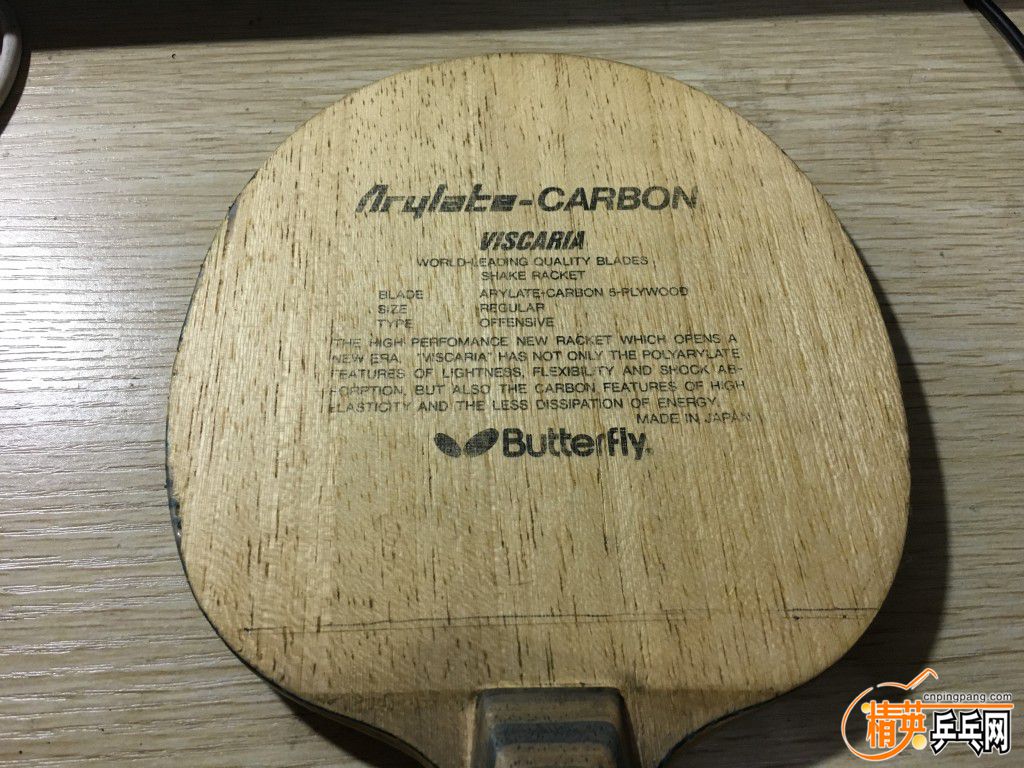 Arylate-CARBON
VISCARIA
WORLD-LEADING QUALITY BLADES
SHAKE RACKET
BLADE ARYLATE-CARBON 5-PLYWOOD
SIZE REGULAR
TYPE OFFENSIVE
THE HIGH PERFOMANCE NEW RACKET WHICH OPENS A
NEW ERA. "VISCARIA" HAS NOT ONLY THE POLYARYLATE
FEATURES OF LIGHTNESS, FLEXIBILITY AND SHOCK AB-
SORPTION, BUT ALSO THE CARBON FEATURES OF HIGH
ELASTICITY AND THE LESS DISSIPATION OF ENERGY.
MADE IN JAPAN
Butterfly
cnpingpang.com
精英乒乓网